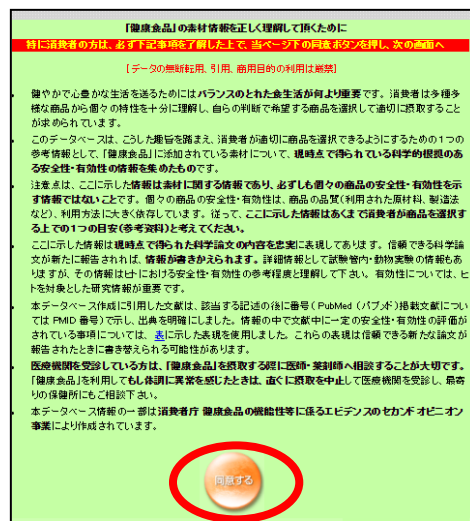 「健康食品」の素材情報を正しく理解して頂くために
特に消費者の方は、必ず下記事項を了解した上で、当ページ下の同意ボタンを押し、次の画面へ
[データの無断転用、引用、商用目的の利用は厳禁]
健やかで心豊かな生活を送るためにはバランスのとれた食生活が何より重要です。消費者は多種多
様な商品から個々の特性を十分に理解し、自らの判断で希望する商品を選択して適切に摂取すること
が求められています。
このデータベースは、こうした趣旨を踏まえ、消費者が適切に商品を選択できるようにするための1つの
参考情報として、「健康食品」に添加されている素材について、現時点で得られている科学的根拠のあ
る安全性・有効性の情報を集めたものです。
注意点は、ここに示した情報は素材に関する情報であり、必ずしも個々の商品の安全性・有効性を示
す情報ではないことです。個々の商品の安全性・有効性は、商品の品質(利用された原材料、製造法
など)、利用方法に大きく依存しています。従って、ここに示した情報はあくまで消費者が商品を選択す
る上での1つの目安(参考資料)と考えてください。
ここに示した情報は現時点で得られた科学論文の内容を忠実に表現してあります。信頼できる科学論
文が新たに報告されれば、情報が書きかえられます。詳細情報として試験管内・動物実験の情報もあ
りますが、その情報はヒトにおける安全性・有効性の参考程度と理解して下さい。有効性については、ヒ
トを対象とした研究情報が重要です。
本データベース作成に引用した文献は、該当する記述の後に番号(PubMed(パブメド)掲載文献につい
ては PMID 番号)で示し、出典を明確にしました。情報の中で文献中に一定の安全性・有効性の評価が
されている事項については、表に示した表現を使用しました。これらの表現は信頼できる新たな論文が
報告されたときに書き替えられる可能性があります。
医療機関を受診している方は、「健康食品」を摂取する際に医師・薬剤師へ相談することが大切です。
「健康食品」を利用してもし体調に異常を感じたときは、直ぐに摂取を中止して医療機関を受診し、最寄
りの保健所にもご相談下さい。
本データベース情報の一部は消費者庁 健康食品の機能性等に係るエビデンスのセカンドオピニオン
事業により作成されています。
同意する